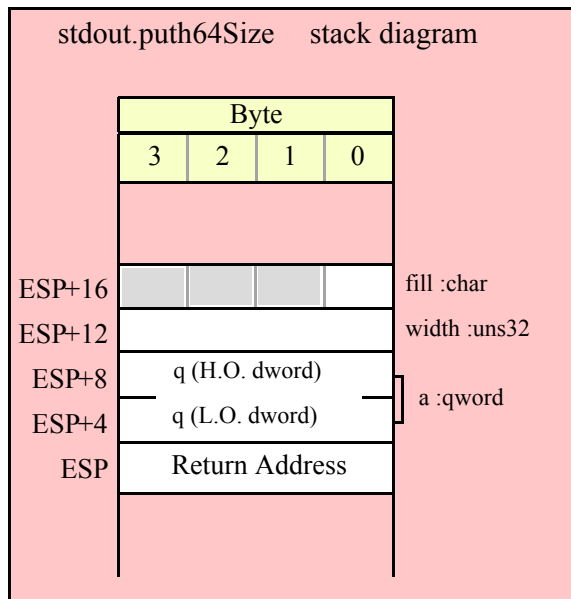 stdout.puth64Size stack diagram
Byte
3 2 1 0
ESP+16 fill :char
ESP+12 width :uns32
ESP+8 q (H.O. dword)
a :qword
ESP+4 q (L.O. dword)
ESP Return Address